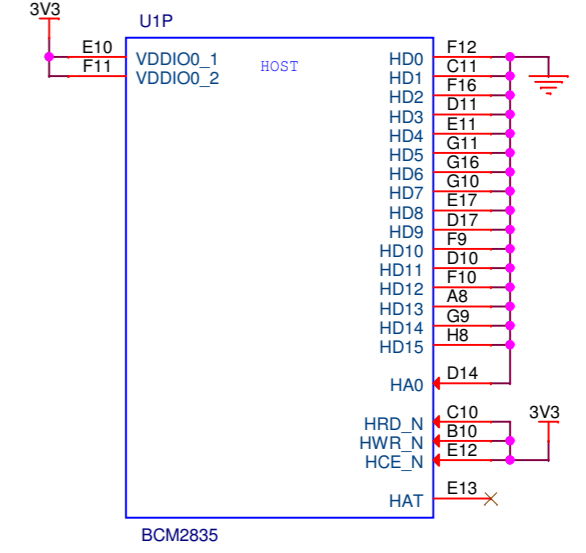 3V3
U1P
E10
VDDIO0_1
F11
VDDIO0_2
HOST
HD0 F12
HD1 C11
HD2 F16
HD3 D11
HD4 E11
HD5 G11
HD6 G16
HD7 G10
HD8 E17
HD9 D17
HD10 F9
HD11 D10
HD12 F10
HD13 A8
HD14 G9
HD15 H8
HA0 D14
HRD_N C10
3V3
HWR_N B10
HCE_N E12
HAT E13
BCM2835